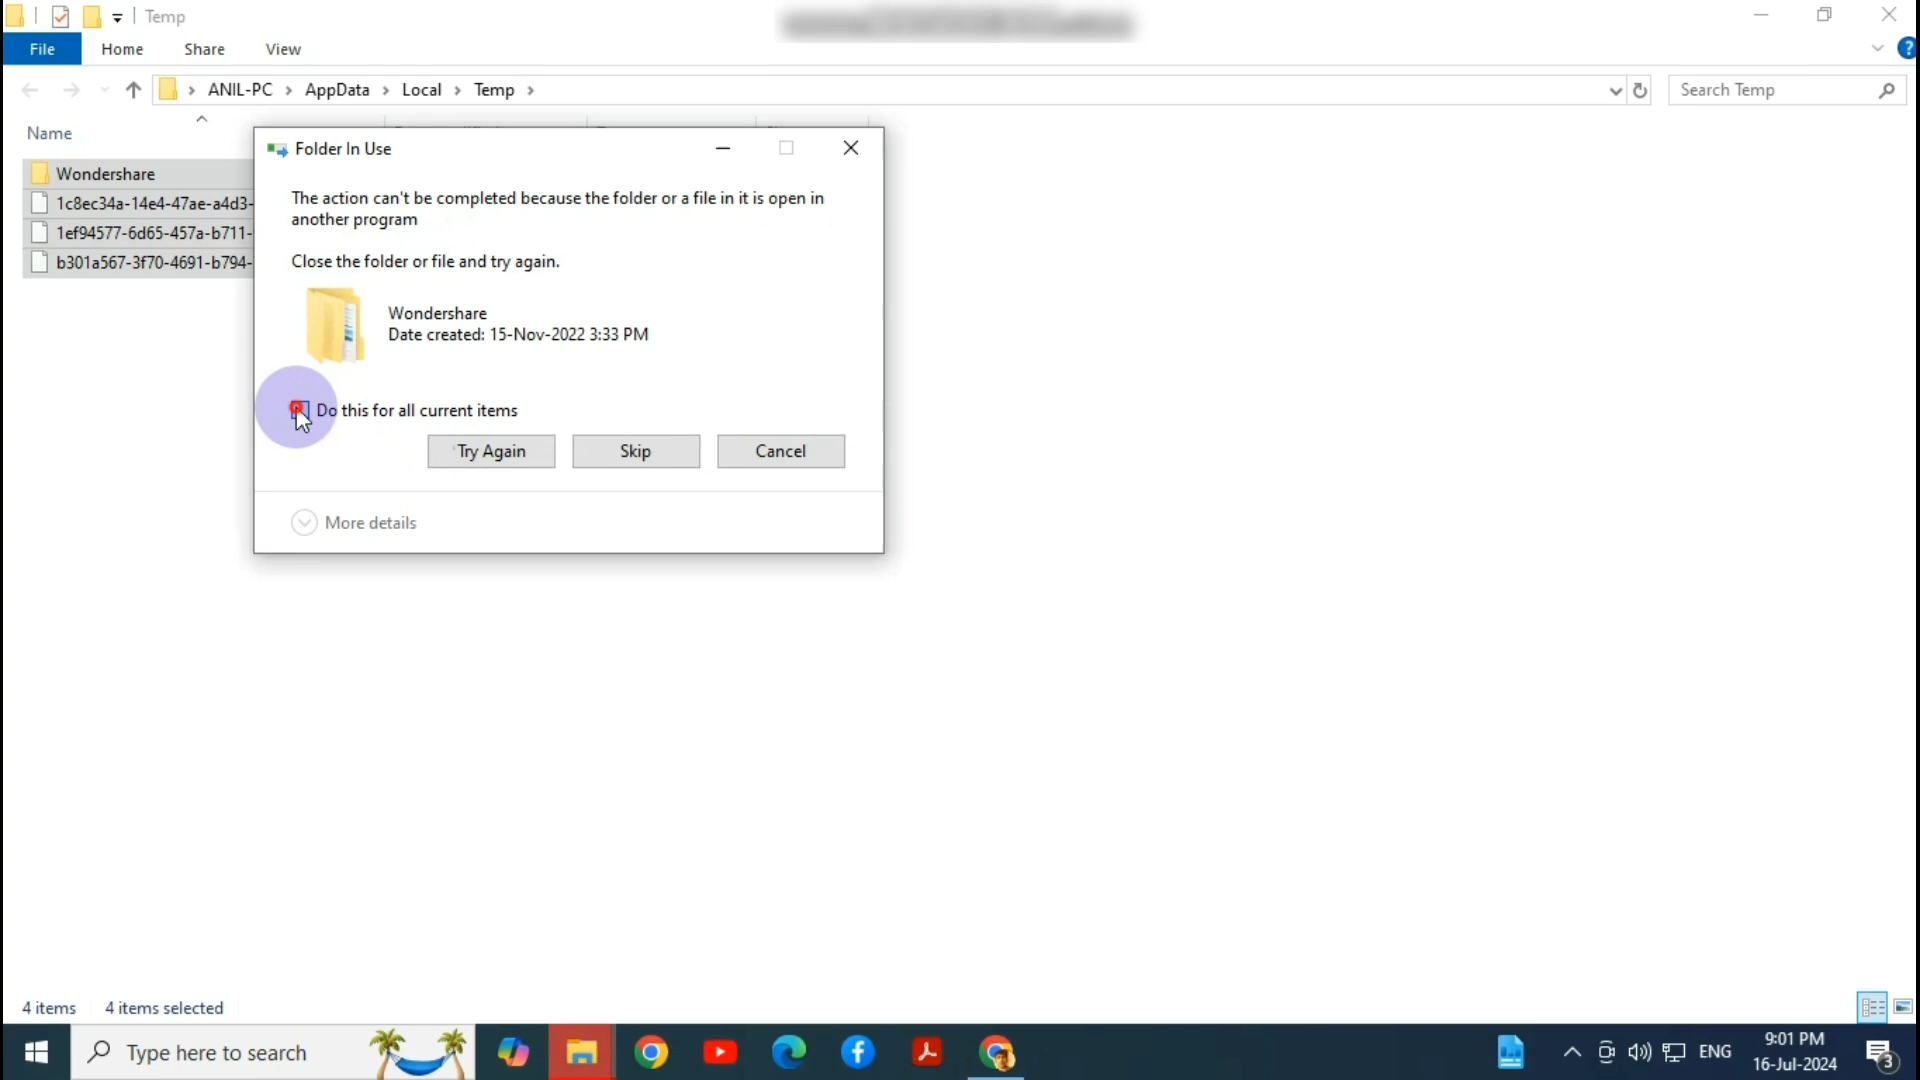 Temp
File Home Share View
ANIL-PC > AppData > Local > Temp >
Search Temp
Name
Wondershare
1c8ec34a-14e4-47ae-a4d3-
1ef94577-6d65-457a-b711-
b301a567-3f70-4691-b794-
Folder In Use
The action can't be completed because the folder or a file in it is open in
another program
Close the folder or file and try again.
Wondershare
Date created: 15-Nov-2022 3:33 PM
Do this for all current items
Try Again Skip Cancel
More details
4 items 4 items selected
Type here to search
ENG
9:01 PM
16-Jul-2024
3